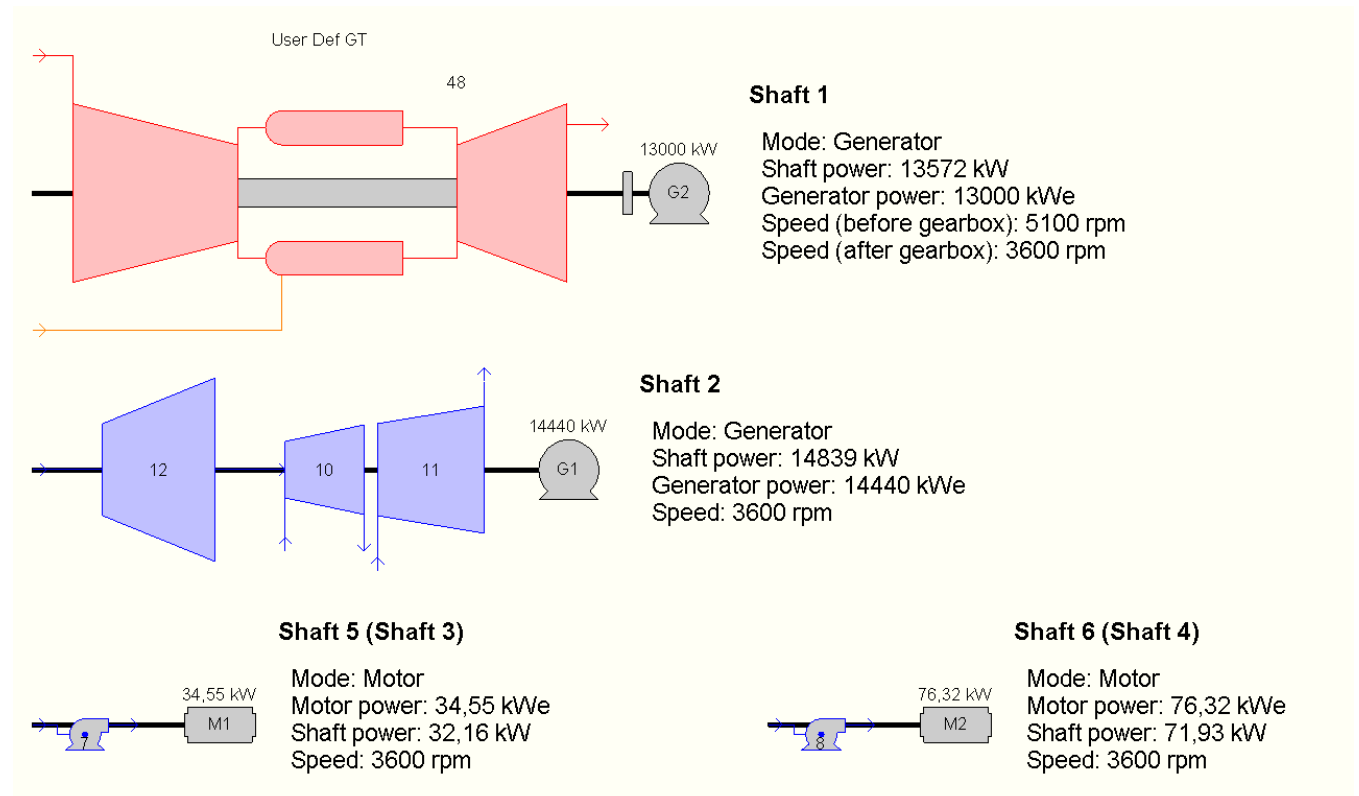 User Def GT
48
Shaft 1
Mode: Generator
Shaft power: 13572 kW
Generator power: 13000 kWe
Speed (before gearbox): 5100 rpm
Speed (after gearbox): 3600 rpm
13000 kW
G2
Shaft 2
Mode: Generator
Shaft power: 14839 kW
Generator power: 14440 kWe
Speed: 3600 rpm
14440 kW
12
10
11
G1
Shaft 5 (Shaft 3)
Mode: Motor
Motor power: 34,55 kWe
Shaft power: 32,16 kW
Speed: 3600 rpm
34,55 kW
M1
7
Shaft 6 (Shaft 4)
Mode: Motor
Motor power: 76,32 kWe
Shaft power: 71,93 kW
Speed: 3600 rpm
76,32 kW
M2
8